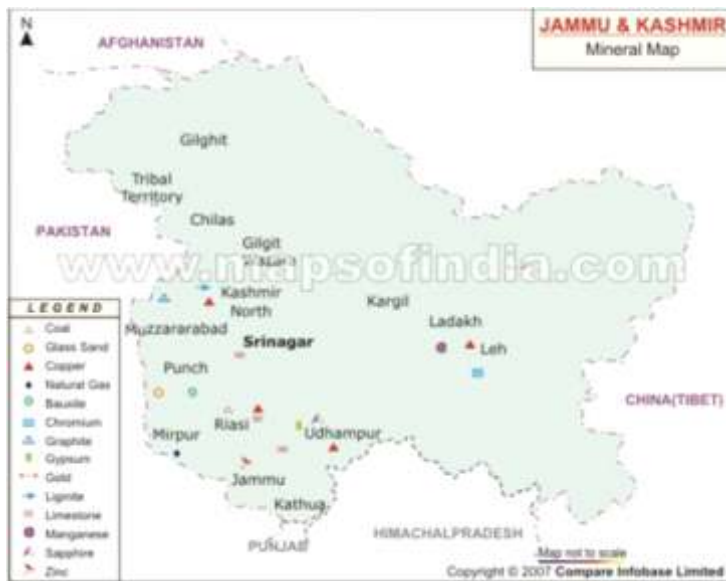 N
JAMMU & KASHMIR
Mineral Map
AFGHANISTAN
Gilghit
Tribal
Territory
Chilas
PAKISTAN
Gilgit
www.mapsofindia.com
Kashmir
North
Kargil
Muzzararabad
Srinagar
Ladakh
Leh
Punch
CHINA(TIBET)
Riasi
Udhampur
Mirpur
Jammu
Kathua
PUNJAB
HIMACHALPRADESH
LEGEND
Coal
Glass Sand
Copper
Natural Gas
Bauxite
Chromium
Graphite
Gypsum
Gold
Lignite
Limestone
Manganese
Sapphire
Zinc
Map not to scale
Copyright © 2007 Compare Infobase Limited